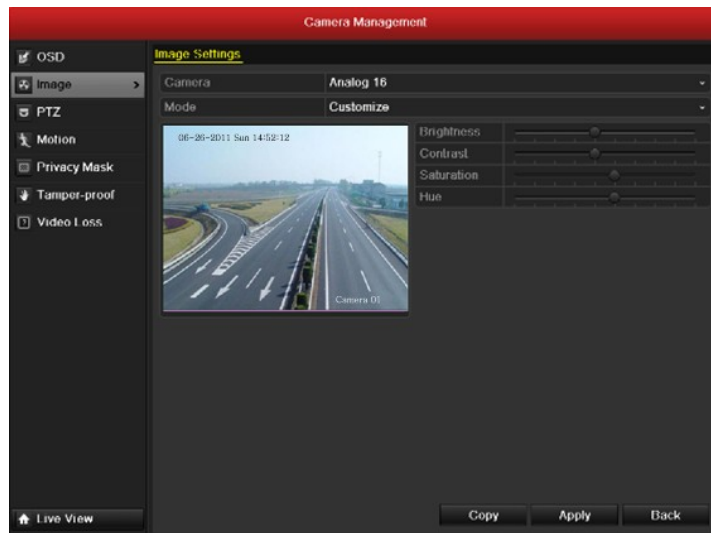 Camera Management
OSD
Image >
PTZ
Motion
Privacy Mask
Tamper-proof
Video Loss
Live View
Image Settings
Camera Analog 16
Mode Customize
06-26-2011 Sun 14:52:12
Camera 01
Brightness
Contrast
Saturation
Hue
Copy Apply Back